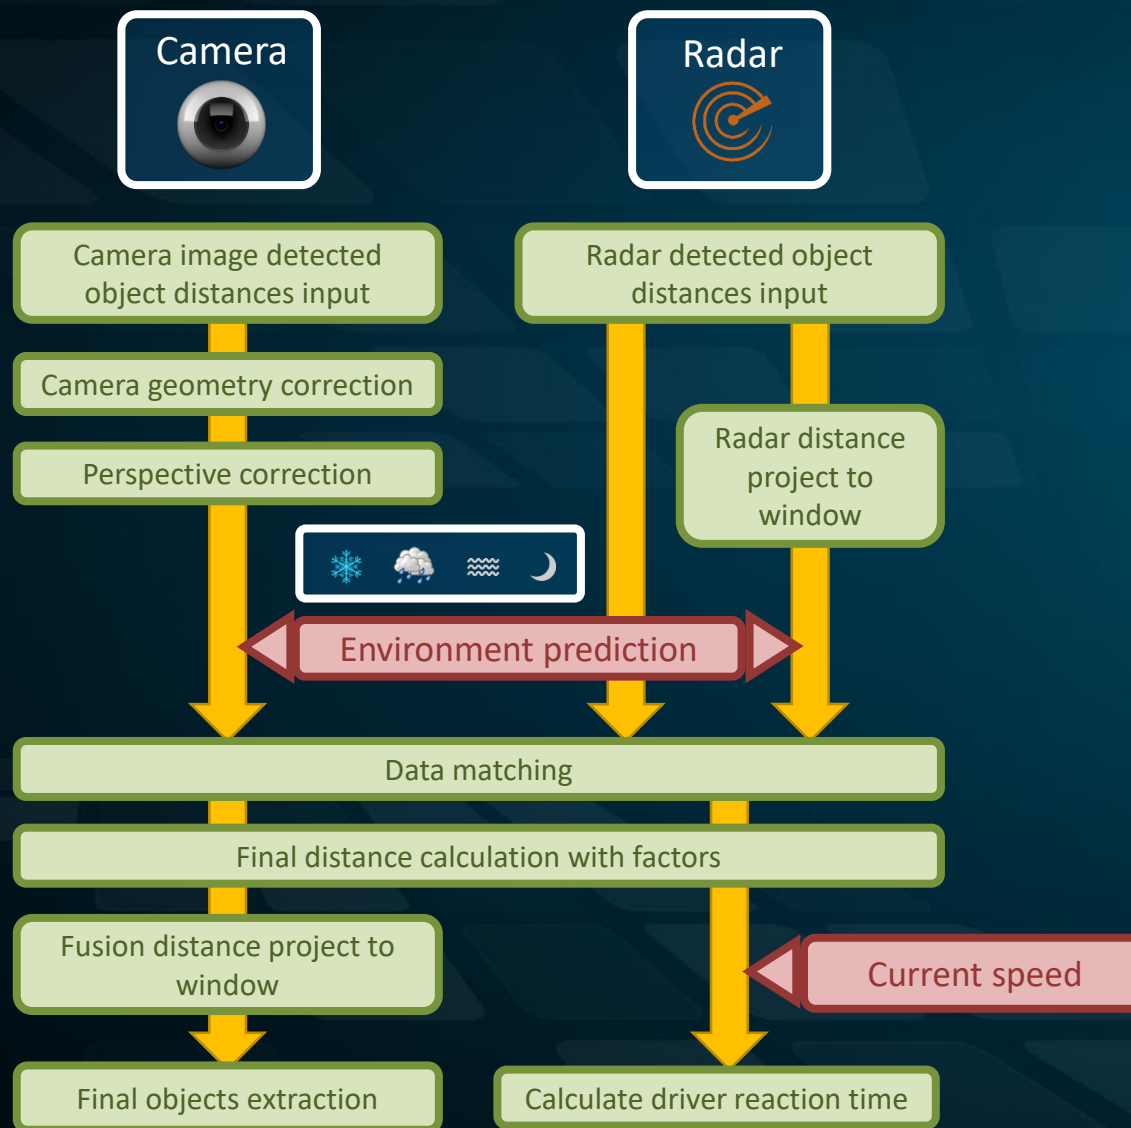 Camera
Radar
Camera image detected
object distances input
Radar detected object
distances input
Camera geometry correction
Perspective correction
Radar distance
project to
window
Environment prediction
Data matching
Final distance calculation with factors
Fusion distance project to
window
Current speed
Final objects extraction
Calculate driver reaction time